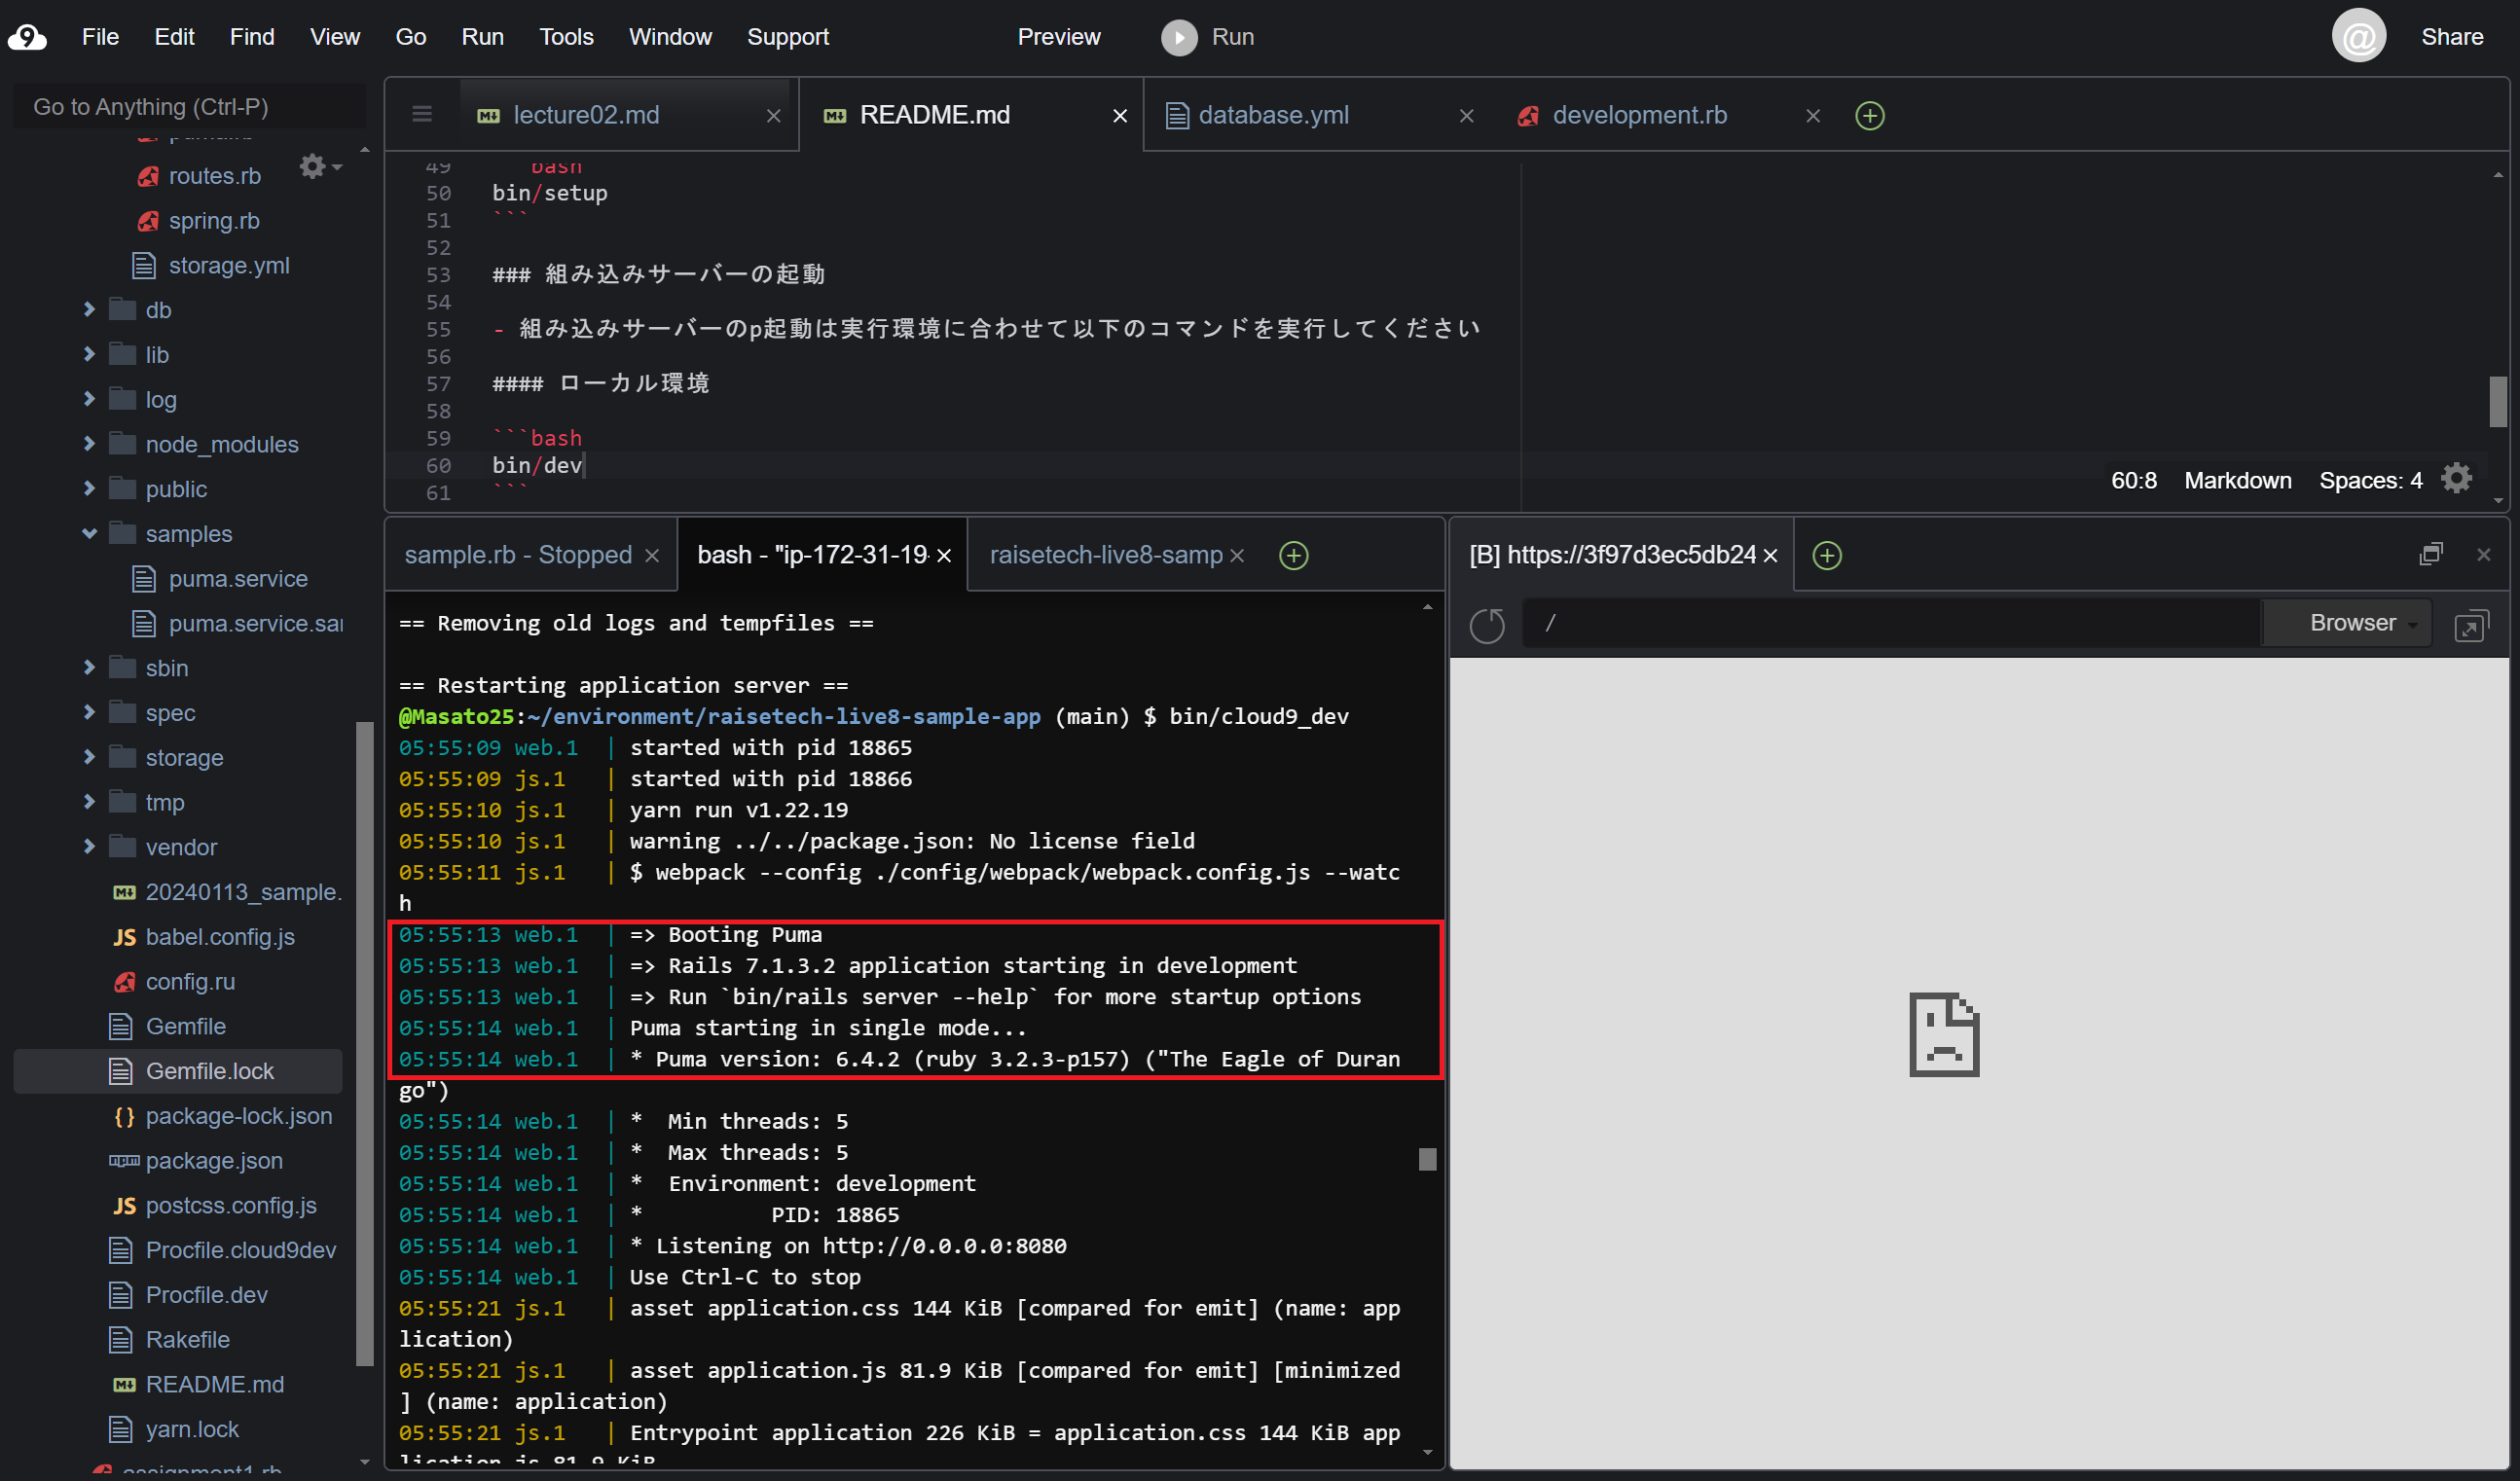 File Edit Find View Go Run Tools Window Support Preview Run @ Share
Go to Anything (Ctrl-P)
routes.rb
spring.rb
storage.yml
db
lib
log
node_modules
public
samples
puma.service
puma.service.sa
sbin
spec
storage
tmp
vendor
20240113_sample.
babel.config.js
config.ru
Gemfile
Gemfile.lock
package-lock.json
package.json
postcss.config.js
Procfile.cloud9dev
Procfile.dev
Rakefile
README.md
yarn.lock
assignment1.rb
lecture02.md README.md database.yml development.rb
49 bash
50 bin/setup
51 ```
52
53 ### 組み込みサーバーの起動
54
55 - 組み込みサーバーのp起動は実行環境に合わせて以下のコマンドを実行してください
56
57 #### ローカル環境
58
59 ```bash
60 bin/dev
61 ```
60:8 Markdown Spaces: 4
sample.rb - Stopped bash - "ip-172-31-19- raisetech-live8-samp
== Removing old logs and tempfiles ==
== Restarting application server ==
@Masato25:~/environment/raisetech-live8-sample-app (main) $ bin/cloud9_dev
05:55:09 web.1 | started with pid 18865
05:55:09 js.1 | started with pid 18866
05:55:10 js.1 | yarn run v1.22.19
05:55:10 js.1 | warning ../../package.json: No license field
05:55:11 js.1 | $ webpack --config ./config/webpack/webpack.config.js --watc
h
05:55:13 web.1 | => Booting Puma
05:55:13 web.1 | => Rails 7.1.3.2 application starting in development
05:55:13 web.1 | => Run `bin/rails server --help` for more startup options
05:55:14 web.1 | Puma starting in single mode...
05:55:14 web.1 | * Puma version: 6.4.2 (ruby 3.2.3-p157) ("The Eagle of Duran
go")
05:55:14 web.1 | * Min threads: 5
05:55:14 web.1 | * Max threads: 5
05:55:14 web.1 | * Environment: development
05:55:14 web.1 | * PID: 18865
05:55:14 web.1 | * Listening on http://0.0.0.0:8080
05:55:14 web.1 | Use Ctrl-C to stop
05:55:21 js.1 | asset application.css 144 KiB [compared for emit] (name: app
lication)
05:55:21 js.1 | asset application.js 81.9 KiB [compared for emit] [minimized
] (name: application)
05:55:21 js.1 | Entrypoint application 226 KiB = application.css 144 KiB app
lication.js 81.9 KiB
[B] https://3f97d3ec5db24
/ Browser